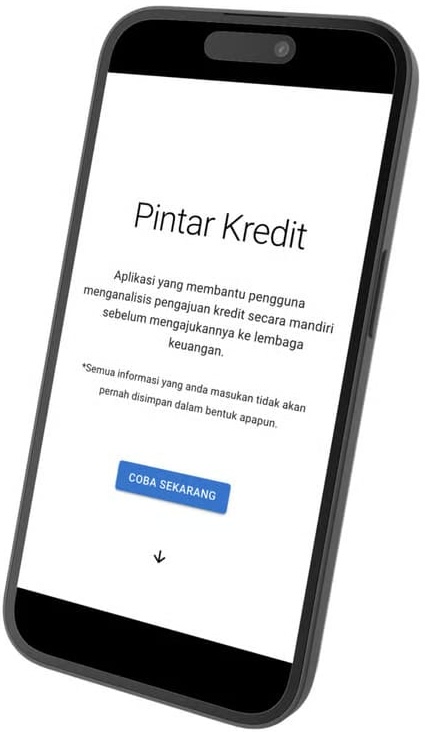 Pintar Kredit
Aplikasi yang membantu pengguna
menganalisis pengajuan kredit secara mandiri
sebelum mengajukannya ke lembaga
keuangan.
*Semua informasi yang anda masukan tidak akan
pernah disimpan dalam bentuk apapun.
COBA SEKARANG